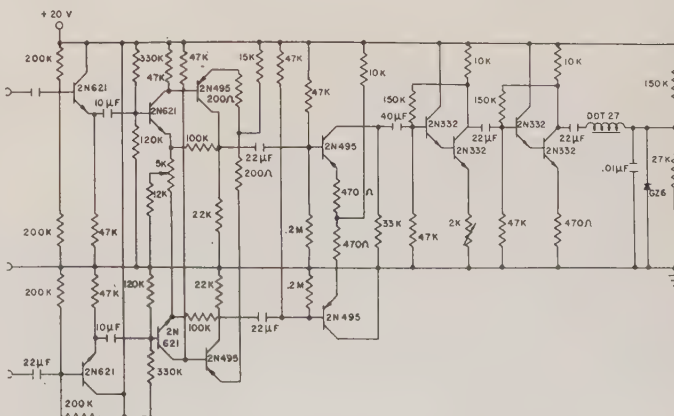 + 20 V
200K
330K
47K
47K
2N495
15K
47K
10K
10K
10K
150K
2N621
10μF
2N621
200Ω
47K
150K
150K
DOT 27
40μF
2N332
22μF
2N332
22μF
120K
100K
22μF
2N495
2N332
2N332
.01μF
27K
GZ6
5K
12K
200Ω
470Ω
200K
47K
22K
.2M
470Ω
33K
47K
2K
47K
470Ω
200K
47K
120K
22K
.2M
10μF
2N
621
100K
22μF
2N495
22μF
2N621
330K
2N495
200K